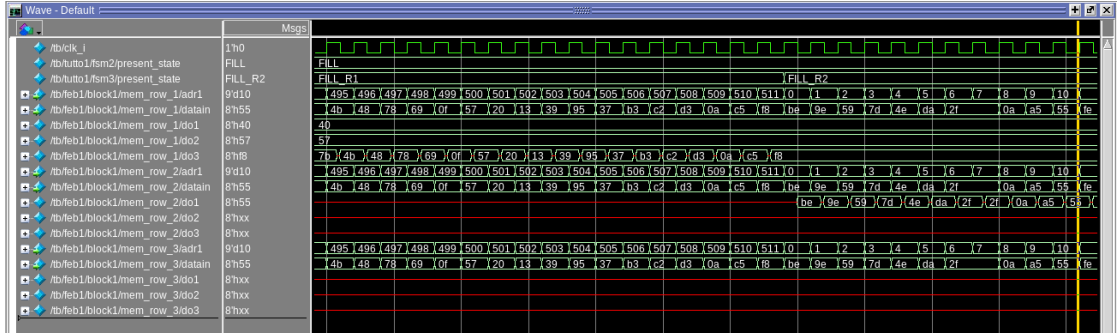 Wave - Default
Msgs
/tb/clk_i 1'h0
/tb/tutto1/fsm2/present_state FILL FILL
/tb/tutto1/fsm3/present_state FILL_R2 FILL_R1 FILL_R2
/tb/feb1/block1/mem_row_1/adr1 9'd10 495 496 497 498 499 500 501 502 503 504 505 506 507 508 509 510 511 0 1 2 3 4 5 6 7 8 9 10
/tb/feb1/block1/mem_row_1/datain 8'h55 4b 48 78 69 0f 57 20 13 39 95 37 b3 c2 d3 0a c5 f8 be 9e 59 7d 4e da 2f 0a a5 55 fe
/tb/feb1/block1/mem_row_1/do1 8'h40 40
/tb/feb1/block1/mem_row_1/do2 8'h57 57
/tb/feb1/block1/mem_row_1/do3 8'hf8 7b 4b 48 78 69 0f 57 20 13 39 95 37 b3 c2 d3 0a c5 f8
/tb/feb1/block1/mem_row_2/adr1 9'd10 495 496 497 498 499 500 501 502 503 504 505 506 507 508 509 510 511 0 1 2 3 4 5 6 7 8 9 10
/tb/feb1/block1/mem_row_2/datain 8'h55 4b 48 78 69 0f 57 20 13 39 95 37 b3 c2 d3 0a c5 f8 be 9e 59 7d 4e da 2f 0a a5 55 fe
/tb/feb1/block1/mem_row_2/do1 8'h55 be 9e 59 7d 4e da 2f 2f 0a a5
/tb/feb1/block1/mem_row_2/do2 8'hxx
/tb/feb1/block1/mem_row_2/do3 8'hxx
/tb/feb1/block1/mem_row_3/adr1 9'd10 495 496 497 498 499 500 501 502 503 504 505 506 507 508 509 510 511 0 1 2 3 4 5 6 7 8 9 10
/tb/feb1/block1/mem_row_3/datain 8'h55 4b 48 78 69 0f 57 20 13 39 95 37 b3 c2 d3 0a c5 f8 be 9e 59 7d 4e da 2f 0a a5 55 fe
/tb/feb1/block1/mem_row_3/do1 8'hxx
/tb/feb1/block1/mem_row_3/do2 8'hxx
/tb/feb1/block1/mem_row_3/do3 8'hxx